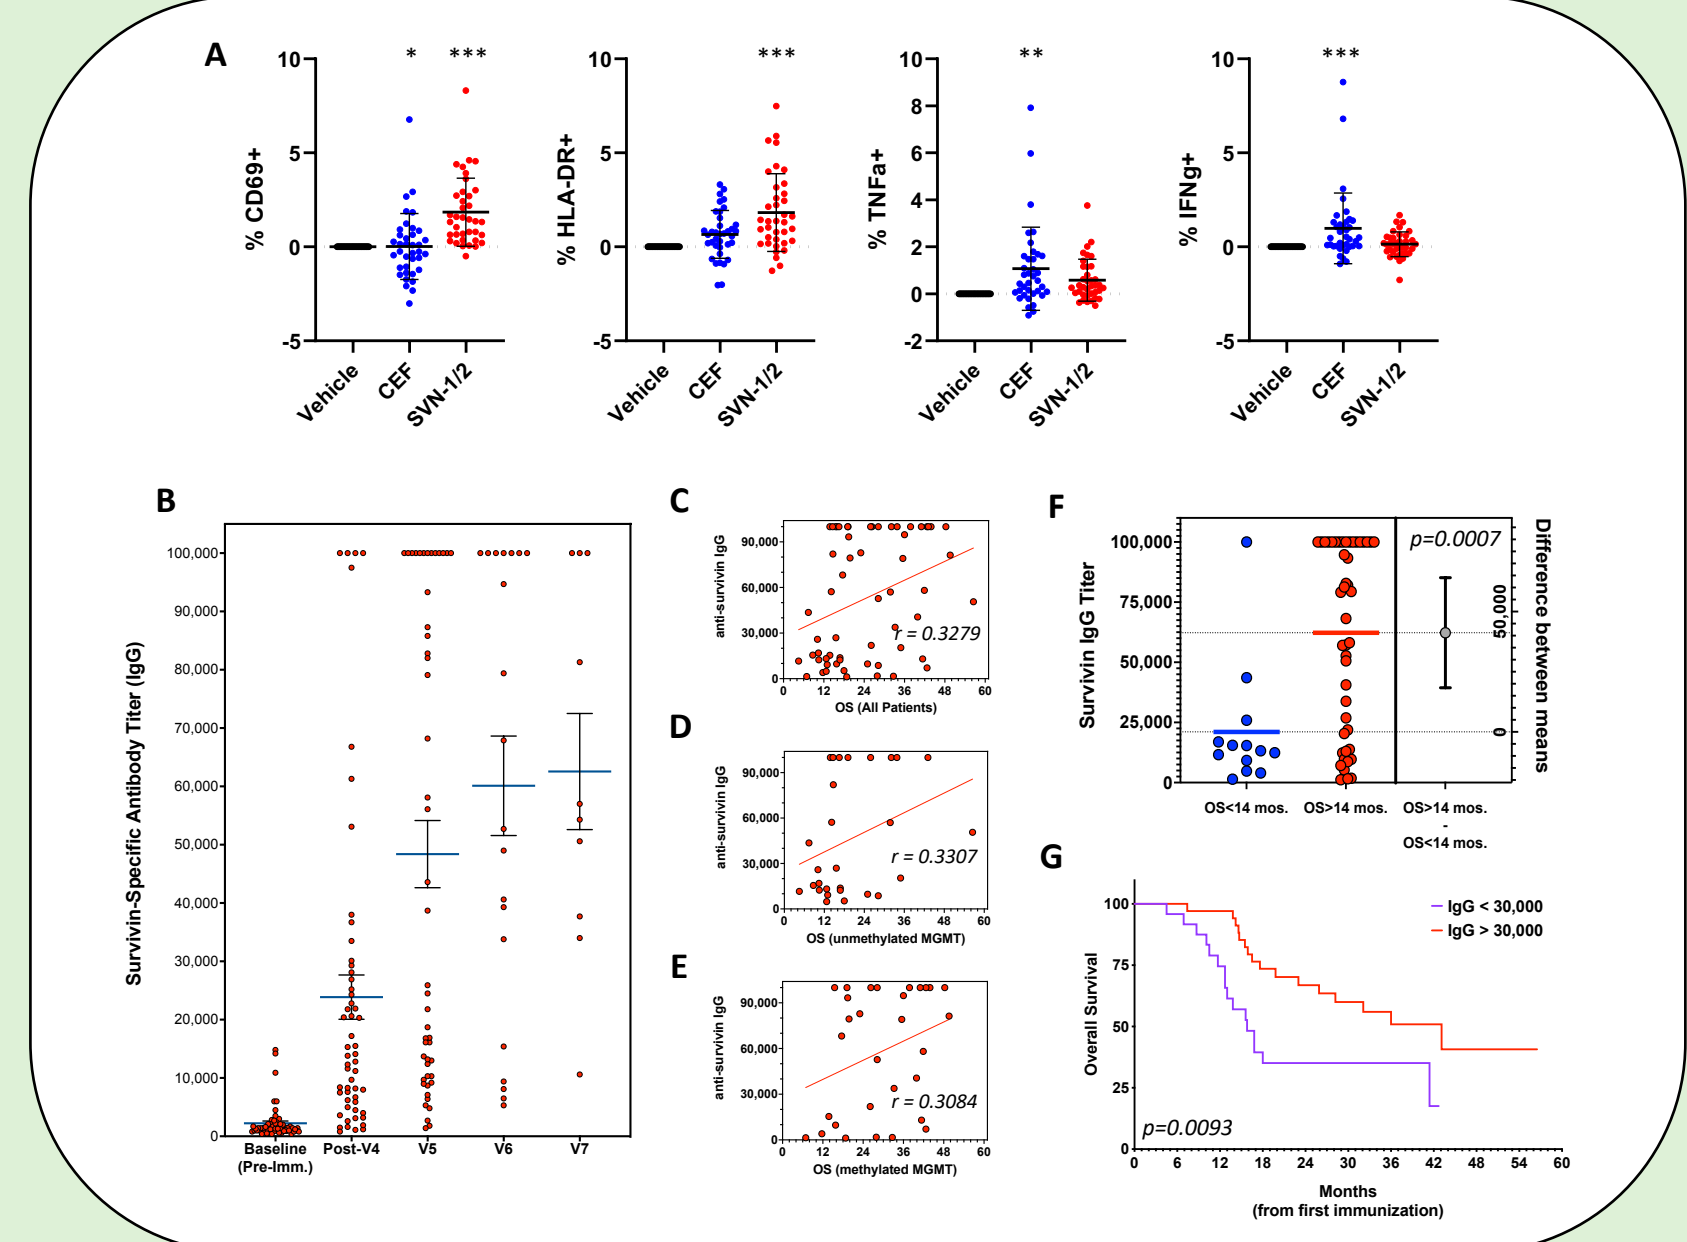 A
* ***
***
**
***
10
5
0
-5
% CD69+
Vehicle
CEF
SVN-1/2
10
5
0
-5
% HLA-DR+
Vehicle
CEF
SVN-1/2
10
8
6
4
2
0
-2
% TNFa+
Vehicle
CEF
SVN-1/2
10
5
0
-5
% IFNg+
Vehicle
CEF
SVN-1/2
B
Survivin-Specific Antibody Titer (IgG)
100,000
90,000
80,000
70,000
60,000
50,000
40,000
30,000
20,000
10,000
0
Baseline
(Pre-Imm.)
Post-V4
V5
V6
V7
C
anti-survivin IgG
90,000
60,000
30,000
0
r = 0.3279
0 12 24 36 48 60
OS (All Patients)
D
anti-survivin IgG
90,000
60,000
30,000
0
r = 0.3307
0 12 24 36 48 60
OS (unmethylated MGMT)
E
anti-survivin IgG
90,000
60,000
30,000
0
r = 0.3084
0 12 24 36 48 60
OS (methylated MGMT)
F
Survivin IgG Titer
100,000
75,000
50,000
25,000
0
p=0.0007
50,000
0
Difference between means
OS<14 mos.
OS>14 mos.
OS>14 mos.
-
OS<14 mos.
G
Overall Survival
100
75
50
25
0
IgG < 30,000
IgG > 30,000
p=0.0093
0 6 12 18 24 30 36 42 48 54 60
Months
(from first immunization)